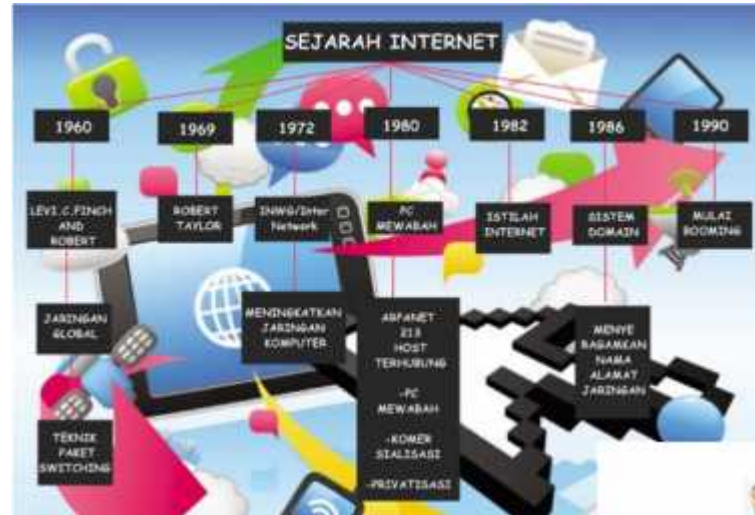 SEJARAH INTERNET
1960
1969
1972
1980
1982
1986
1990
LEVI.C.FINCH
AND
ROBERT
ROBERT
TAYLOR
INWG/Inter
Network
PC
MEWABAH
ISTILAH
INTERNET
SISTEM
DOMAIN
MULAI
BOOMING
JARINGAN
GLOBAL
MENINGKATKAN
JARINGAN
KOMPUTER
ARPANET
213
HOST
TERHUBUNG
-PC
MEWABAH
-KOMER
SIALISASI
-PRIVATISASI
MENYE
RAGAMKAN
NAMA
ALAMAT
JARINGAN
TEKNIK
PAKET
SWITCHING